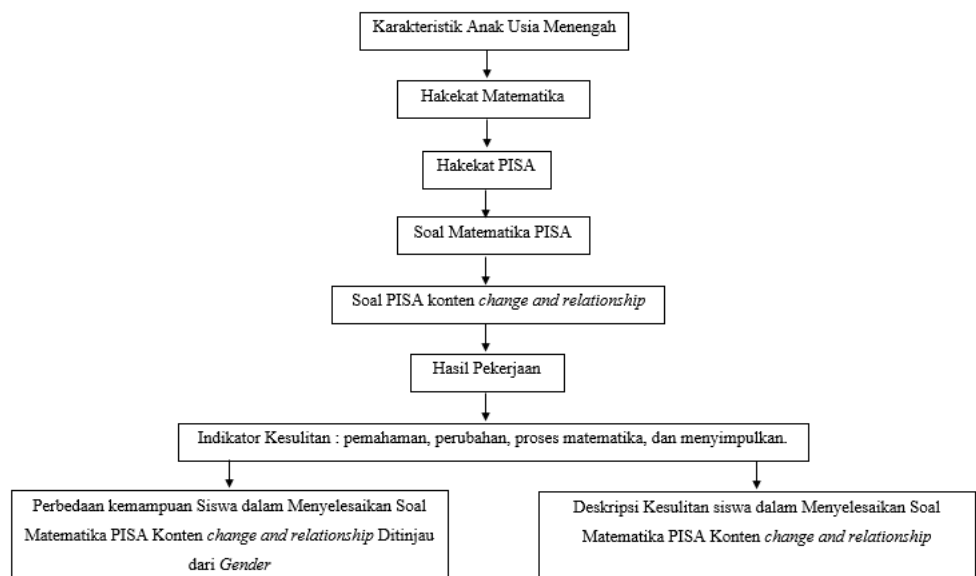 Karakteristik Anak Usia Menengah
Hakekat Matematika
Hakekat PISA
Soal Matematika PISA
Soal PISA konten change and relationship
Hasil Pekerjaan
Indikator Kesulitan : pemahaman, perubahan, proses matematika, dan menyimpulkan.
Perbedaan kemampuan Siswa dalam Menyelesaikan Soal
Matematika PISA Konten change and relationship Ditinjau
dari Gender
Deskripsi Kesulitan siswa dalam Menyelesaikan Soal
Matematika PISA Konten change and relationship